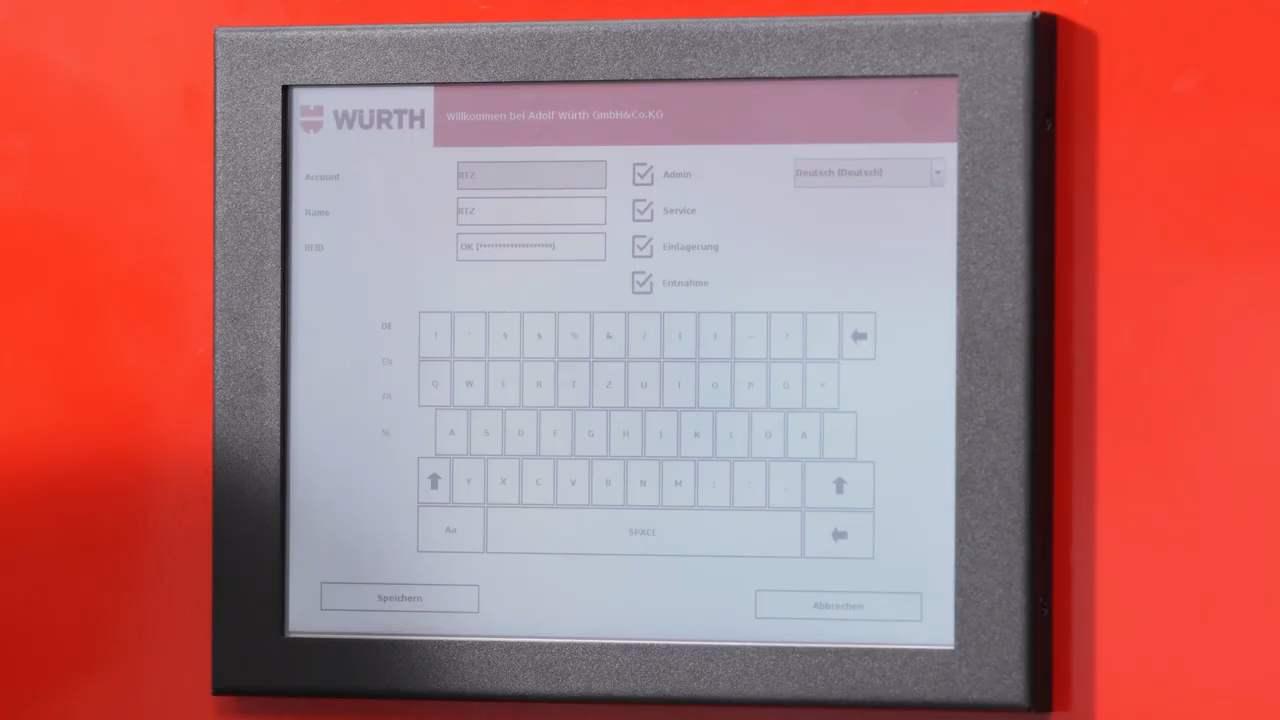 WÜRTH
Willkommen bei Adolf Würth GmbH&Co.KG
Account RTZ Admin Deutsch (Deutsch)
Name RTZ Service
RFID OK (*******************) Einlagerung
Entnahme
DE
EN
FR
NL
! § $ % & / ( )
Q W E R T Z U I O P Ü +
A S D F G H J K L Ö Ä
Y X C V B N M ; :
Aa SPACE
Speichern Abbrechen